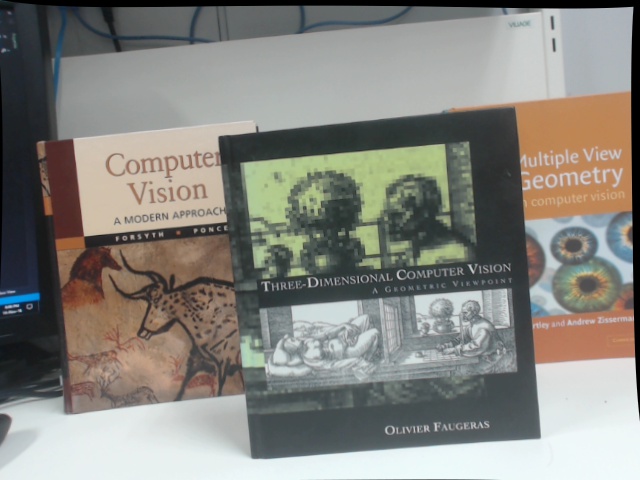 Computer
Vision
A MODERN APPROACH
FORSYTH PONCE
THREE-DIMENSIONAL COMPUTER VISION
A GEOMETRIC VIEWPOINT
OLIVIER FAUGERAS
Multiple View
Geometry
computer vision
and Andrew Zisserman